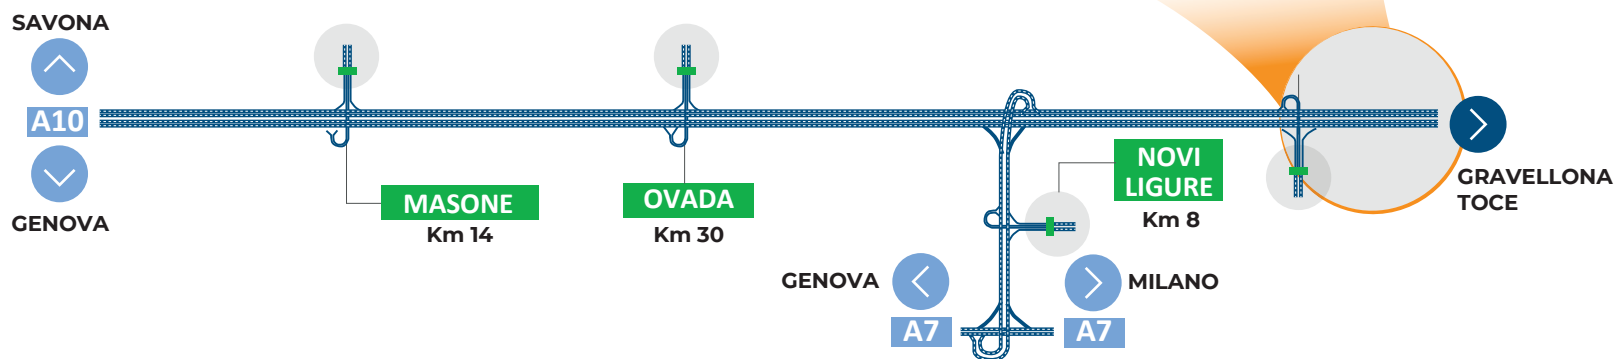 SAVONA
A10
GENOVA
MASONE
Km 14
OVADA
Km 30
NOVI
LIGURE
Km 8
GENOVA
A7
MILANO
A7
GRAVELLONA
TOCE